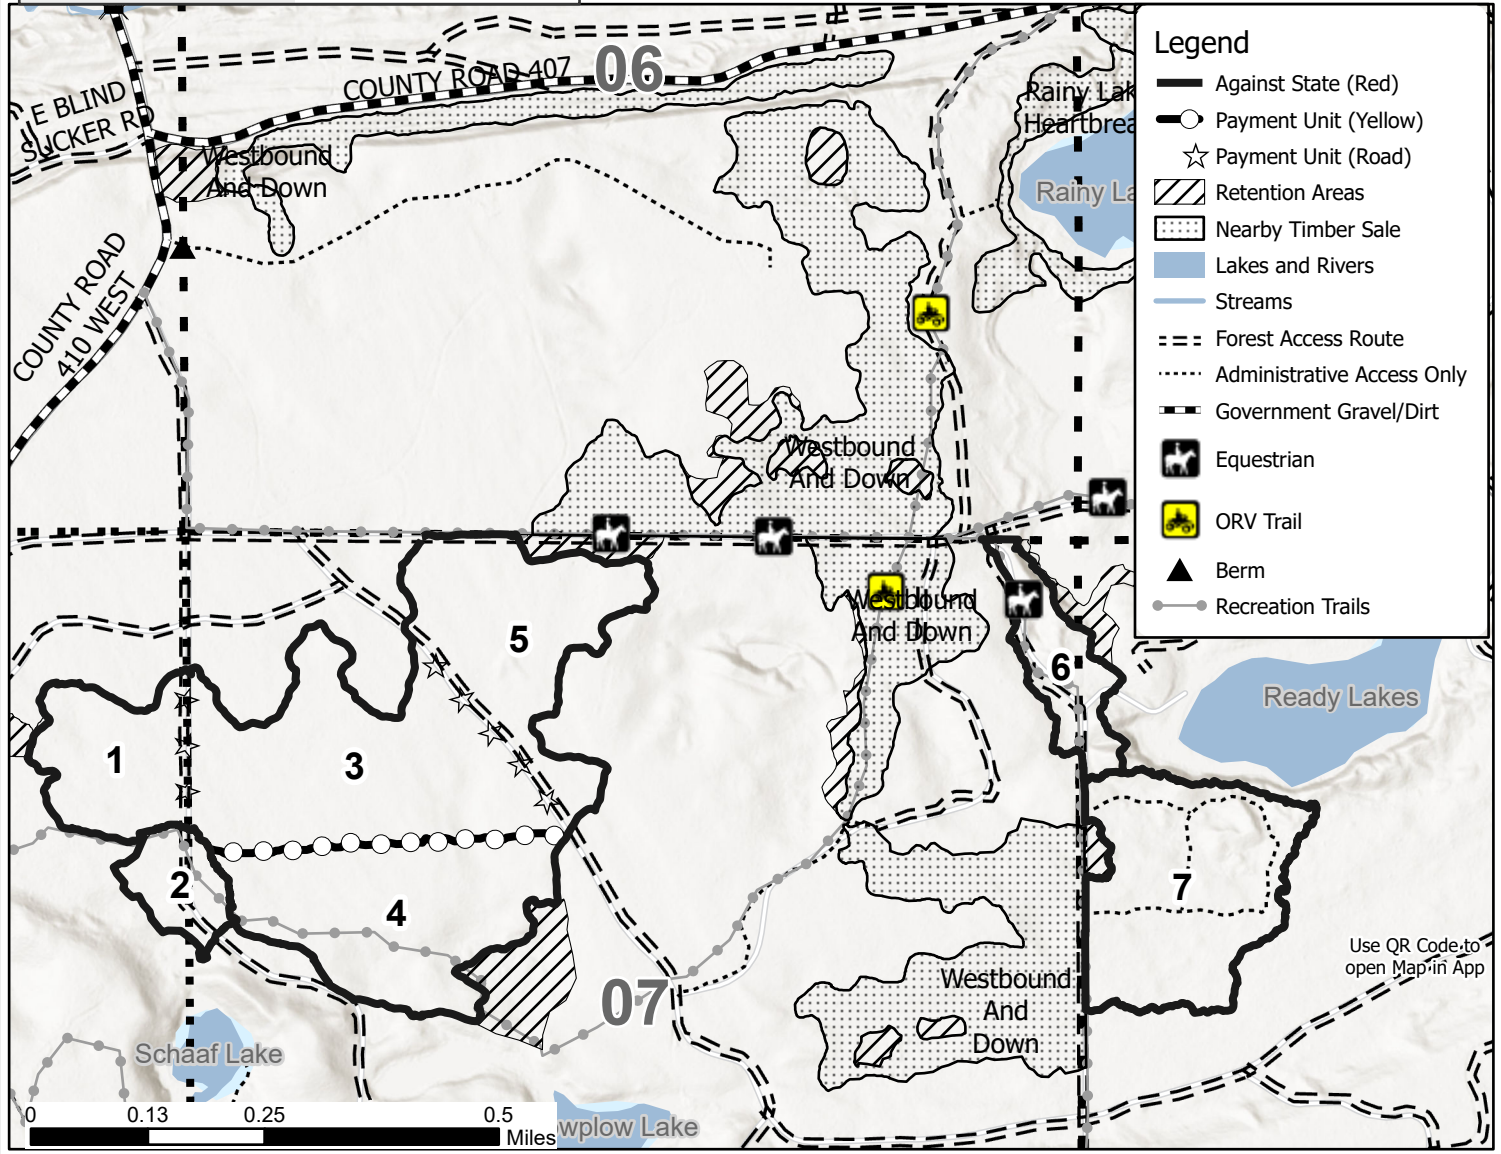 COUNTY ROAD 407
06
E BLIND
SUCKER RD
Westbound
And Down
COUNTY ROAD
410 WEST
Rainy Lak
Heartbrea
Rainy La
Legend
Against State (Red)
Payment Unit (Yellow)
Payment Unit (Road)
Retention Areas
Nearby Timber Sale
Lakes and Rivers
Streams
Forest Access Route
Administrative Access Only
Government Gravel/Dirt
Equestrian
ORV Trail
Berm
Recreation Trails
Westbound
And Down
Westbound
And Down
5
6
Ready Lakes
1
3
2
4
7
Use QR Code to
open Map in App
07
Westbound
And
Down
Schaaf Lake
0 0.13 0.25 0.5
Miles
owplow Lake